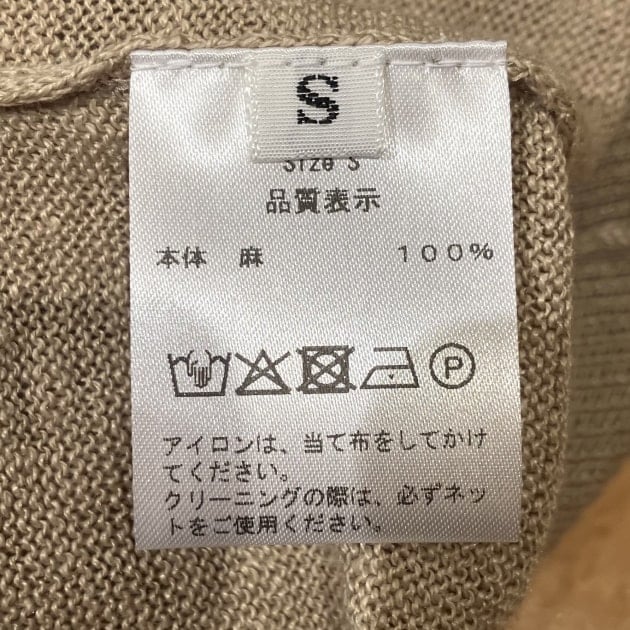 S
Size S
品質表示
本体 麻 100%
P
アイロンは、当て布をしてかけ
てください。
クリーニングの際は、必ずネッ
トをご使用ください。